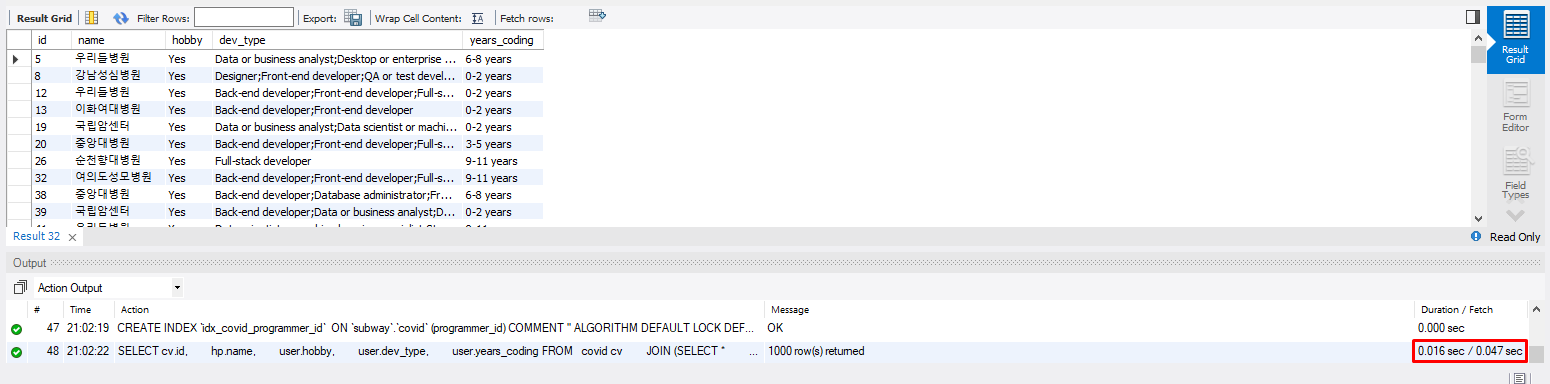 Result Grid Filter Rows: Export: Wrap Cell Content: Fetch rows:
id name hobby dev_type years_coding
5 우리들병원 Yes Data or business analyst;Desktop or enterprise ... 6-8 years
8 강남성심병원 Yes Designer;Front-end developer;QA or test devel... 0-2 years
12 우리들병원 Yes Back-end developer;Front-end developer;Full-s... 0-2 years
13 이화여대병원 Yes Back-end developer;Front-end developer 0-2 years
19 국립암센터 Yes Data or business analyst;Data scientist or machi... 0-2 years
20 중앙대병원 Yes Back-end developer;Front-end developer;Full-s... 3-5 years
26 순천향대병원 Yes Full-stack developer 9-11 years
32 여의도성모병원 Yes Back-end developer;Front-end developer;Full-s... 9-11 years
38 중앙대병원 Yes Back-end developer;Database administrator;Fr... 6-8 years
39 국립암센터 Yes Back-end developer;Data or business analyst;D... 0-2 years
Result
Grid
Form
Editor
Field
Types
Result 32 Read Only
Output
Action Output
# Time Action Message Duration / Fetch
47 21:02:19 CREATE INDEX `idx_covid_programmer_id` ON `subway`.`covid` (programmer_id) COMMENT '' ALGORITHM DEFAULT LOCK DEF... OK 0.000 sec
48 21:02:22 SELECT cv.id, hp.name, user.hobby, user.dev_type, user.years_coding FROM covid cv JOIN (SELECT * ... 1000 row(s) returned 0.016 sec / 0.047 sec